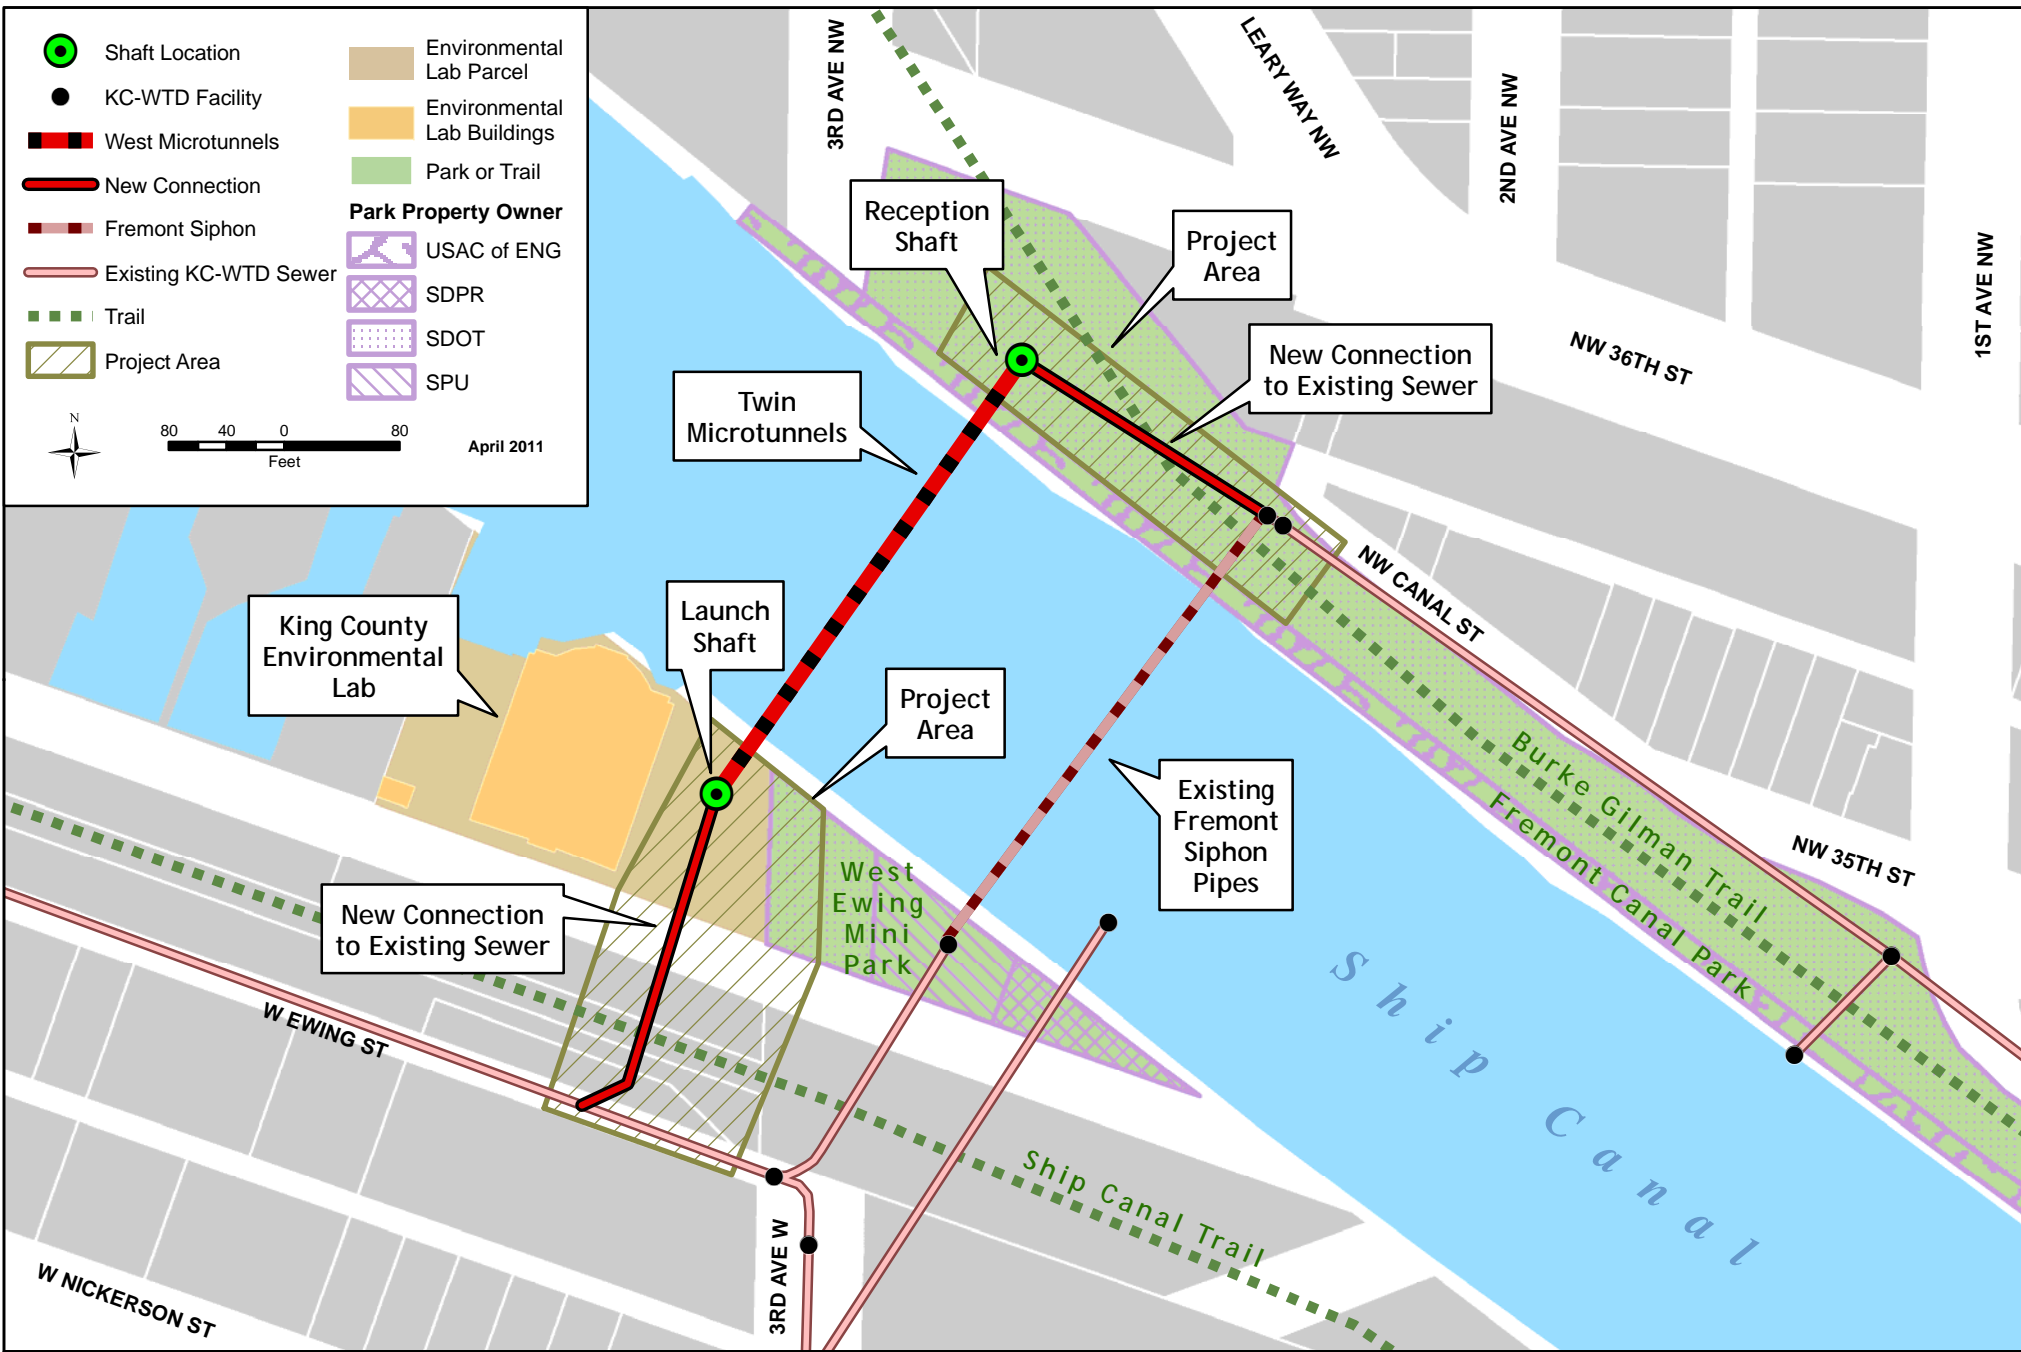 Shaft Location
KC-WTD Facility
West Microtunnels
New Connection
Fremont Siphon
Existing KC-WTD Sewer
Trail
Project Area
Environmental
Lab Parcel
Environmental
Lab Buildings
Park or Trail
Park Property Owner
USAC of ENG
SDPR
SDOT
SPU
N
80 40 0 80
Feet
April 2011
3RD AVE NW
LEARY WAY NW
2ND AVE NW
1ST AVE NW
Reception
Shaft
Project
Area
New Connection
to Existing Sewer
NW 36TH ST
Twin
Microtunnels
NW CANAL ST
King County
Environmental
Lab
Launch
Shaft
Project
Area
Existing
Fremont
Siphon
Pipes
Burke Gilman Trail
Fremont Canal Park
NW 35TH ST
West
Ewing
Mini
Park
New Connection
to Existing Sewer
W EWING ST
Ship Canal
Ship Canal Trail
3RD AVE W
W NICKERSON ST